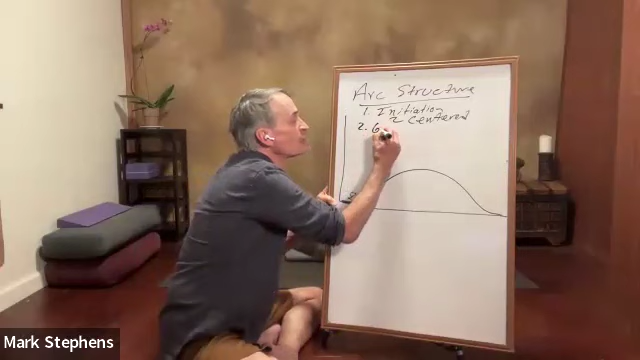 Arc Structure
1. Initiation
2 Centered
2. G
Mark Stephens